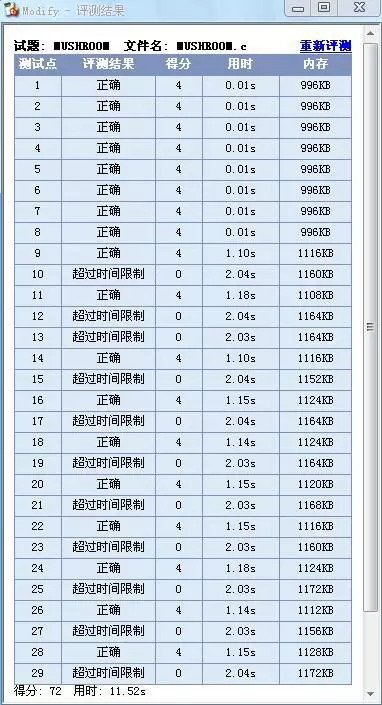 Modify - 评测结果
试题: MUSHROOM 文件名: MUSHROOM.c 重新评测
测试点 评测结果 得分 用时 内存
1 正确 4 0.01s 996KB
2 正确 4 0.01s 996KB
3 正确 4 0.01s 996KB
4 正确 4 0.01s 996KB
5 正确 4 0.01s 996KB
6 正确 4 0.01s 996KB
7 正确 4 0.01s 996KB
8 正确 4 0.01s 996KB
9 正确 4 1.10s 1116KB
10 超过时间限制 0 2.04s 1160KB
11 正确 4 1.18s 1108KB
12 超过时间限制 0 2.04s 1164KB
13 超过时间限制 0 2.03s 1164KB
14 正确 4 1.10s 1116KB
15 超过时间限制 0 2.04s 1152KB
16 正确 4 1.15s 1124KB
17 超过时间限制 0 2.04s 1164KB
18 正确 4 1.14s 1124KB
19 超过时间限制 0 2.03s 1164KB
20 正确 4 1.15s 1120KB
21 超过时间限制 0 2.03s 1168KB
22 正确 4 1.15s 1116KB
23 超过时间限制 0 2.03s 1160KB
24 正确 4 1.18s 1124KB
25 超过时间限制 0 2.03s 1172KB
26 正确 4 1.14s 1112KB
27 超过时间限制 0 2.03s 1156KB
28 正确 4 1.15s 1128KB
29 超过时间限制 0 2.04s 1172KB
得分: 72 用时: 11.52s